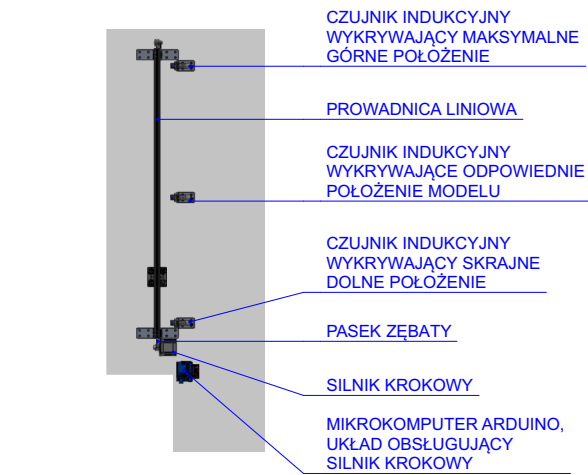 CZUJNIK INDUKCYJNY
WYKRYWAJĄCY MAKSYMALNE
GÓRNE POŁOŻENIE
PROWADNICA LINIOWA
CZUJNIK INDUKCYJNY
WYKRYWAJĄCE ODPOWIEDNIE
POŁOŻENIE MODELU
CZUJNIK INDUKCYJNY
WYKRYWAJĄCY SKRAJNE
DOLNE POŁOŻENIE
PASEK ZĘBATY
SILNIK KROKOWY
MIKROKOMPUTER ARDUINO,
UKŁAD OBSŁUGUJĄCY
SILNIK KROKOWY